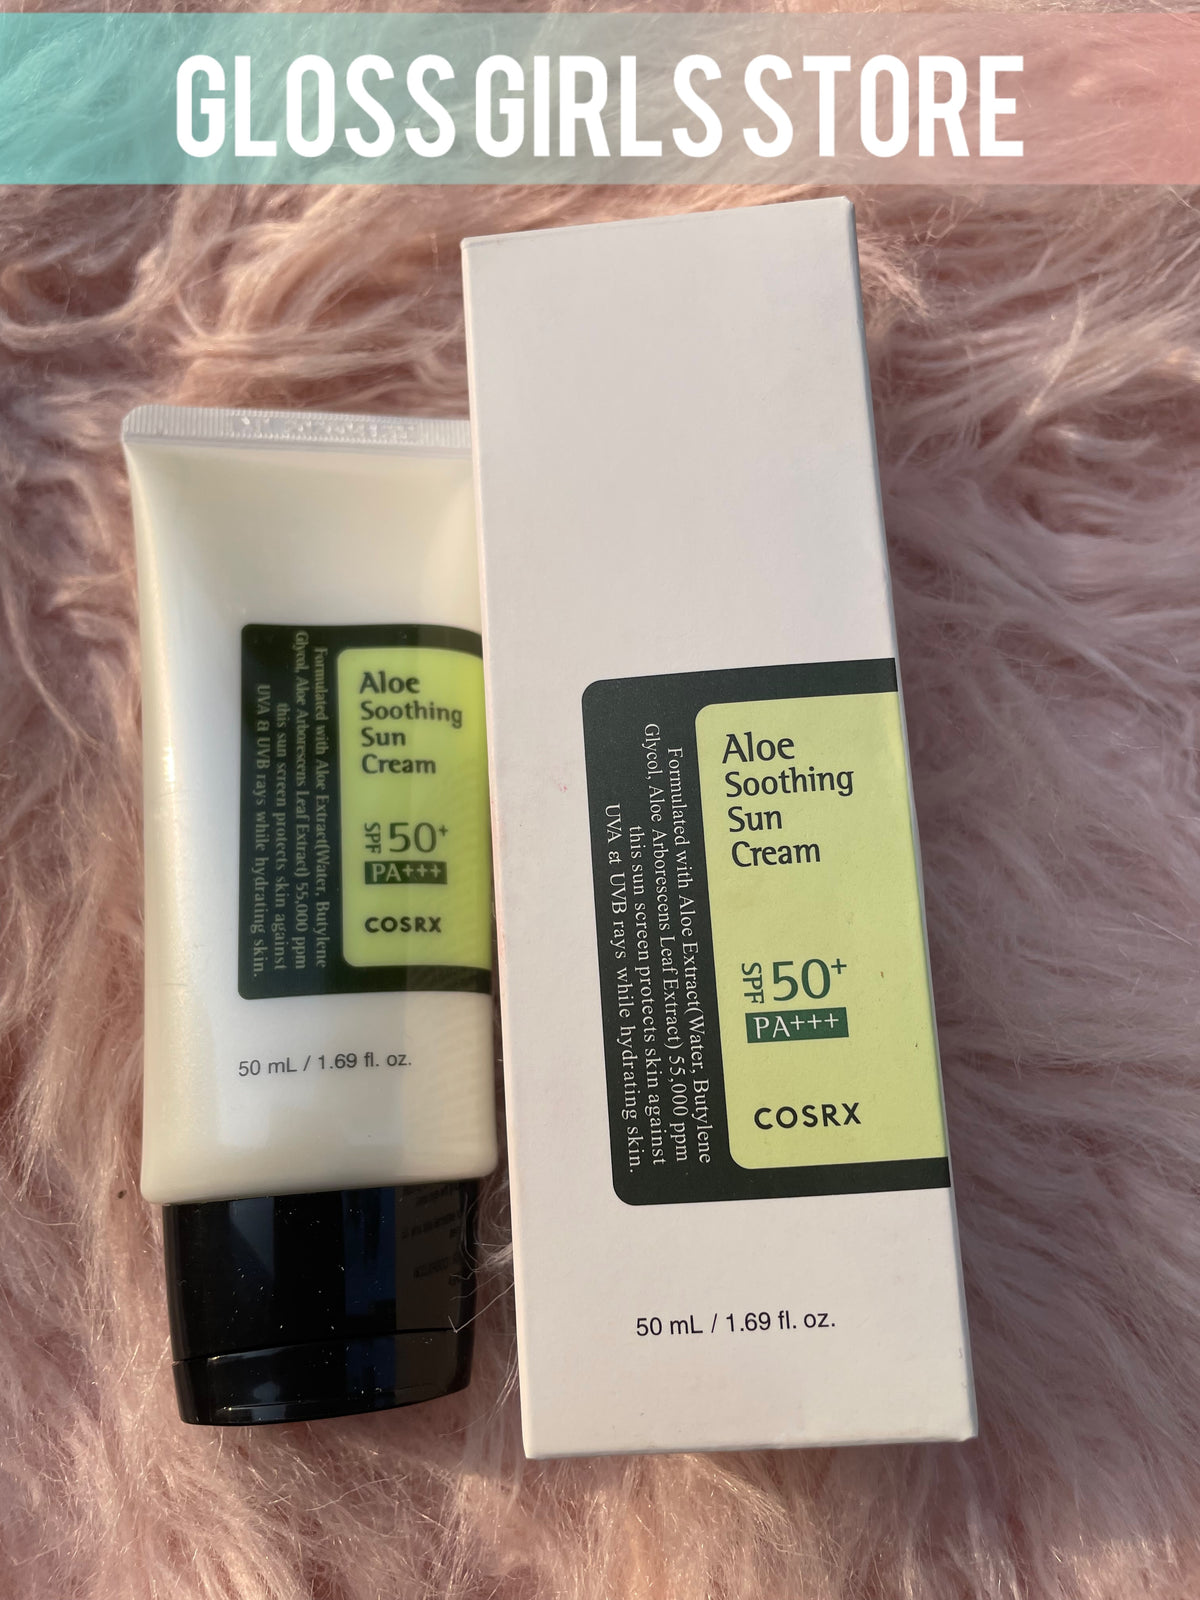 GLOSS GIRLS STORE
Aloe
Soothing
Sun
Cream
SPF 50+
PA+++
COSRX
Formulated with Aloe Extract(Water, Butylene
Glycol, Aloe Arborescens Leaf Extract) 55,000 ppm
this sun screen protects skin against
UVA & UVB rays while hydrating skin.
50 mL / 1.69 fl. oz.
Aloe
Soothing
Sun
Cream
SPF 50+
PA+++
COSRX
Formulated with Aloe Extract(Water, Butylene
Glycol, Aloe Arborescens Leaf Extract) 55,000 ppm
this sun screen protects skin against
UVA & UVB rays while hydrating skin.
50 mL / 1.69 fl. oz.